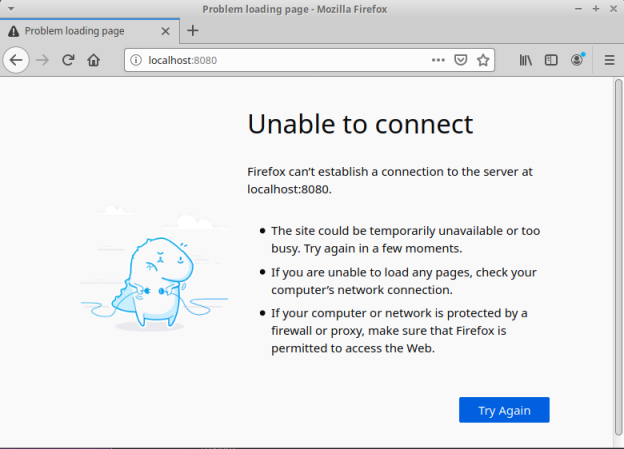 Problem loading page - Mozilla Firefox
Problem loading page
localhost:8080
Unable to connect
Firefox can’t establish a connection to the server at
localhost:8080.
The site could be temporarily unavailable or too
busy. Try again in a few moments.
If you are unable to load any pages, check your
computer’s network connection.
If your computer or network is protected by a
firewall or proxy, make sure that Firefox is
permitted to access the Web.
Try Again